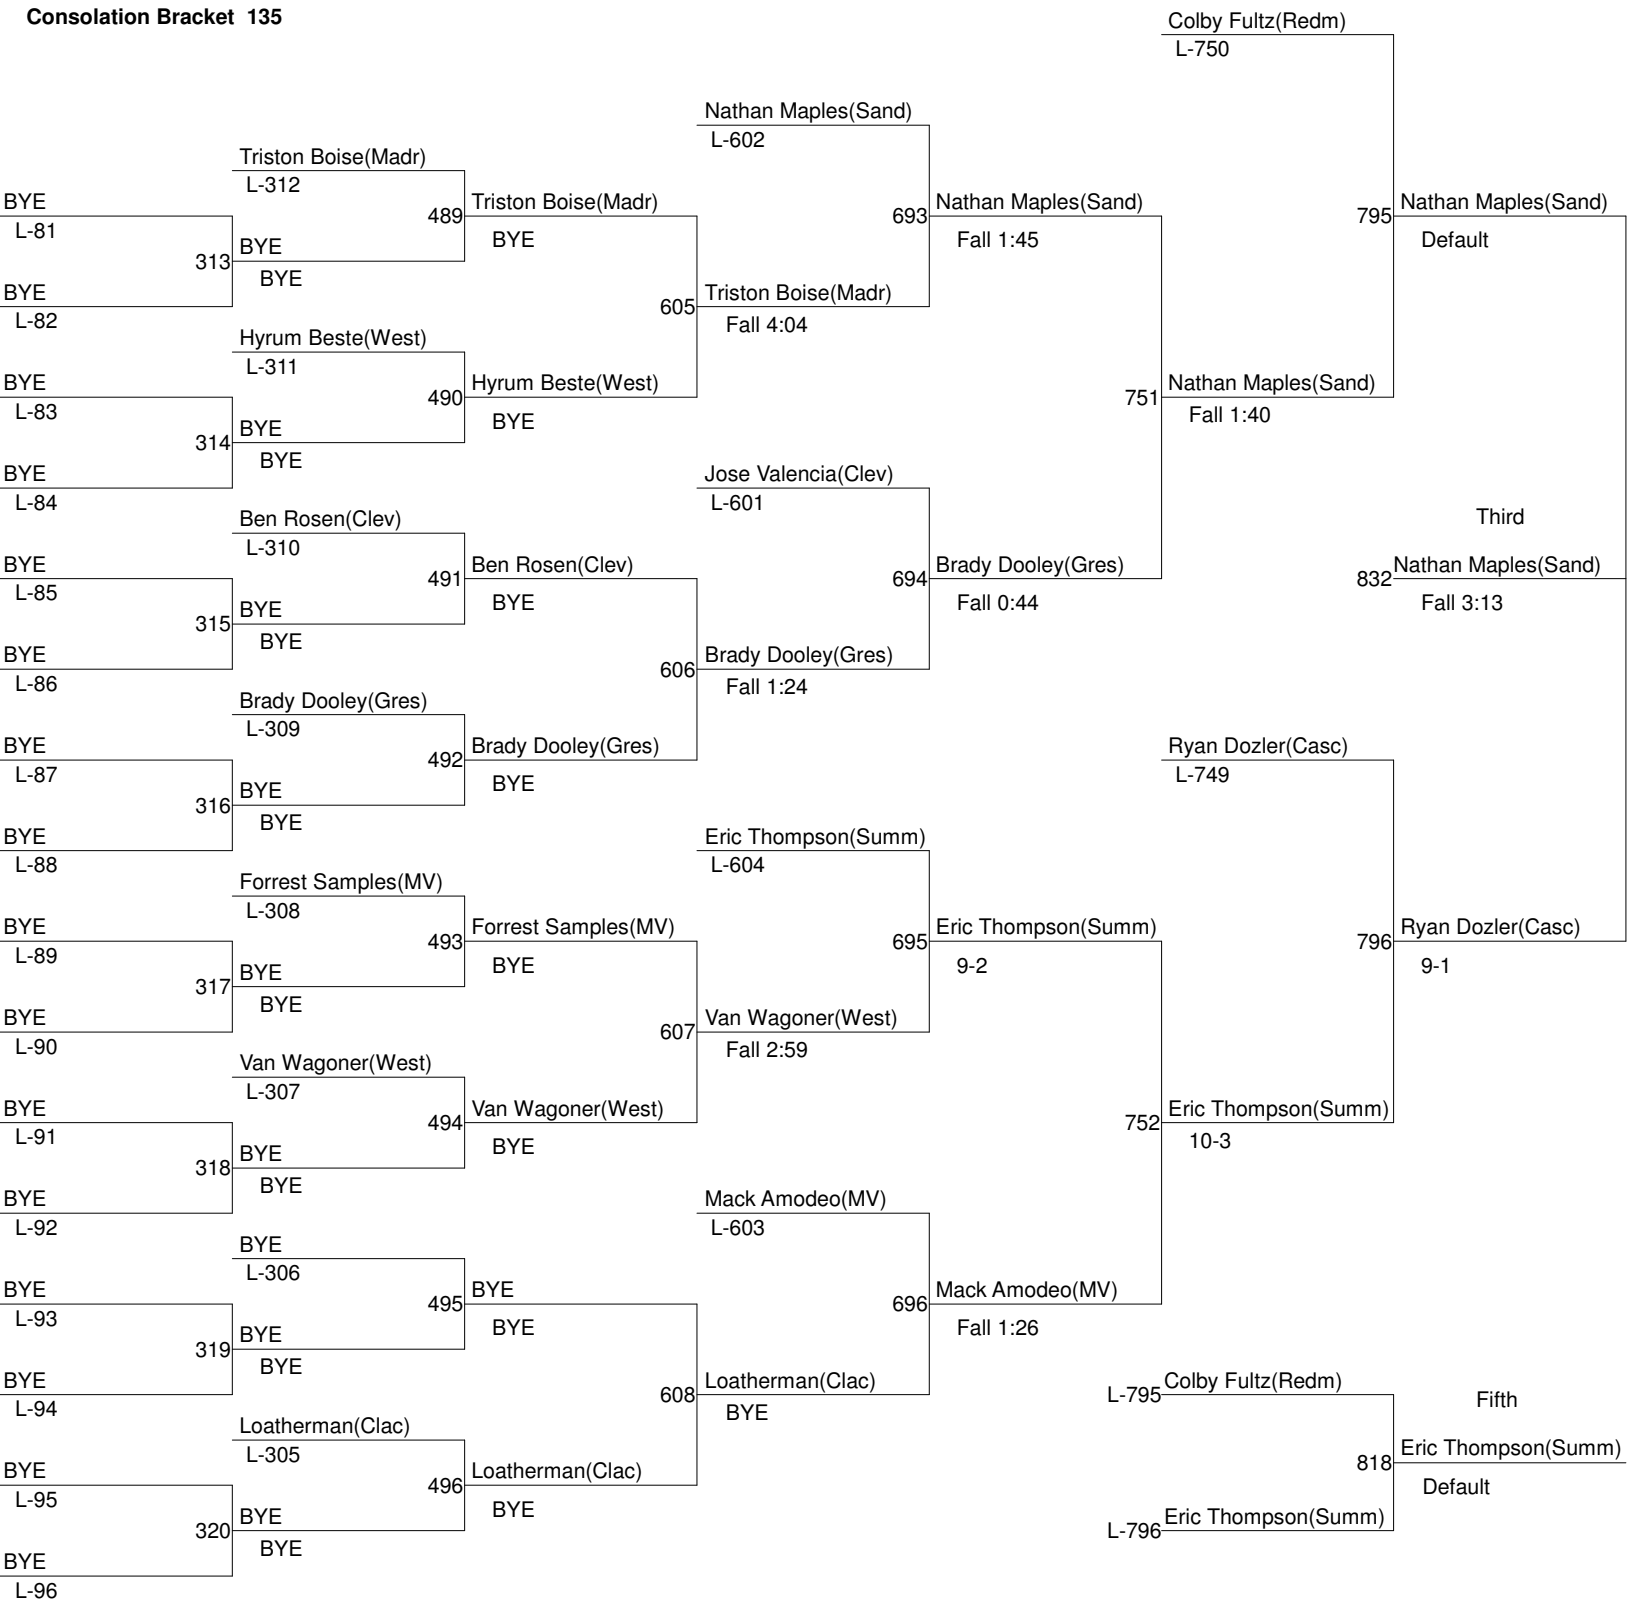 Consolation Bracket 135
Colby Fultz(Redm)
L-750
Nathan Maples(Sand)
L-602
Triston Boise(Madr)
L-312
BYE
L-81
489
Triston Boise(Madr)
BYE
693
Nathan Maples(Sand)
Fall 1:45
795
Nathan Maples(Sand)
Default
313
BYE
BYE
BYE
L-82
605
Triston Boise(Madr)
Fall 4:04
Hyrum Beste(West)
L-311
BYE
L-83
490
Hyrum Beste(West)
BYE
751
Nathan Maples(Sand)
Fall 1:40
314
BYE
BYE
BYE
L-84
Jose Valencia(Clev)
L-601
Ben Rosen(Clev)
L-310
Third
BYE
L-85
491
Ben Rosen(Clev)
BYE
694
Brady Dooley(Gres)
Fall 0:44
832
Nathan Maples(Sand)
Fall 3:13
315
BYE
BYE
BYE
L-86
606
Brady Dooley(Gres)
Fall 1:24
Brady Dooley(Gres)
L-309
BYE
L-87
492
Brady Dooley(Gres)
BYE
Ryan Dozler(Casc)
L-749
316
BYE
BYE
BYE
L-88
Eric Thompson(Summ)
L-604
Forrest Samples(MV)
L-308
BYE
L-89
493
Forrest Samples(MV)
BYE
695
Eric Thompson(Summ)
9-2
796
Ryan Dozler(Casc)
9-1
317
BYE
BYE
BYE
L-90
607
Van Wagoner(West)
Fall 2:59
Van Wagoner(West)
L-307
BYE
L-91
494
Van Wagoner(West)
BYE
752
Eric Thompson(Summ)
10-3
318
BYE
BYE
BYE
L-92
Mack Amodeo(MV)
L-603
BYE
L-306
BYE
L-93
495
BYE
BYE
696
Mack Amodeo(MV)
Fall 1:26
319
BYE
BYE
BYE
L-94
608
Loatherman(Clac)
BYE
L-795
Colby Fultz(Redm)
Fifth
Loatherman(Clac)
L-305
818
Eric Thompson(Summ)
Default
BYE
L-95
496
Loatherman(Clac)
BYE
320
BYE
BYE
L-796
Eric Thompson(Summ)
BYE
L-96